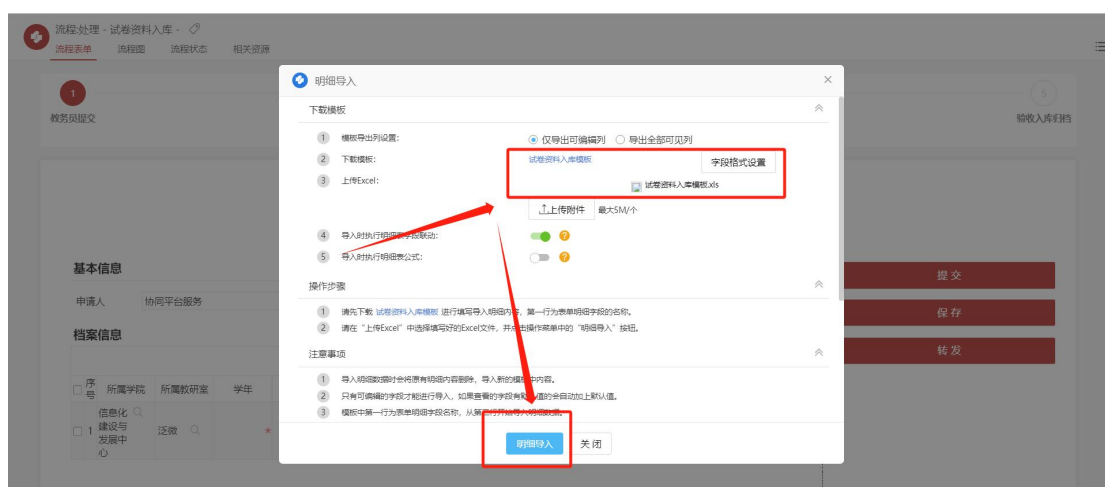 流程:处理 - 试卷资料入库 -
流程表单 流程图 流程状态 相关资源
1
教务员提交
5
验收入库归档
明细导入
下载模板
1 模板导出列设置: 仅导出可编辑列 导出全部可见列
2 下载模板: 试卷资料入库模板 字段格式设置
3 上传Excel: 试卷资料入库模板.xls
上传附件 最大5M/个
4 导入时执行明细表字段联动:
5 导入时执行明细表公式:
操作步骤
1 请先下载 试卷资料入库模板 进行填写导入明细内容，第一行为表单明细字段的名称。
2 请在“上传Excel”中选择填写好的Excel文件，并点击操作菜单中的“明细导入”按钮。
注意事项
1 导入明细数据时会将原有明细内容删除，导入新的模板中内容。
2 只有可编辑的字段才能进行导入，如果查看的字段有默认值的会自动加上默认值。
3 模板中第一行为表单明细字段名称，从第二行开始导入明细数据。
明细导入 关闭
基本信息
申请人 协同平台服务
档案信息
序号 所属学院 所属教研室 学年
1 信息化建设与发展中心 泛微 *
提交
保存
转发